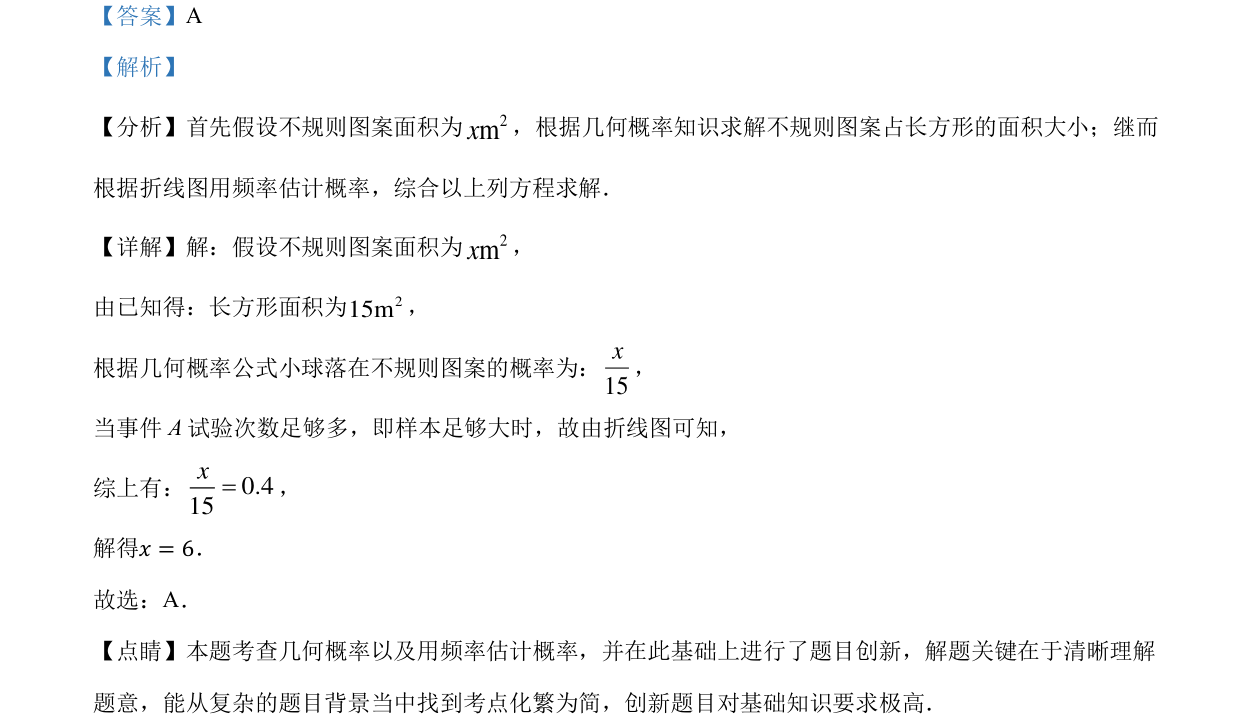 【答案】A
【解析】
【分析】首先假设不规则图案面积为 xm²，根据几何概率知识求解不规则图案占长方形的面积大小；继而
根据折线图用频率估计概率，综合以上列方程求解．
【详解】解：假设不规则图案面积为 xm²，
由已知得：长方形面积为15m²，
根据几何概率公式小球落在不规则图案的概率为：x/15，
当事件 A 试验次数足够多，即样本足够大时，故由折线图可知，
综上有：x/15=0.4，
解得x = 6．
故选：A．
【点睛】本题考查几何概率以及用频率估计概率，并在此基础上进行了题目创新，解题关键在于清晰理解
题意，能从复杂的题目背景当中找到考点化繁为简，创新题目对基础知识要求极高．